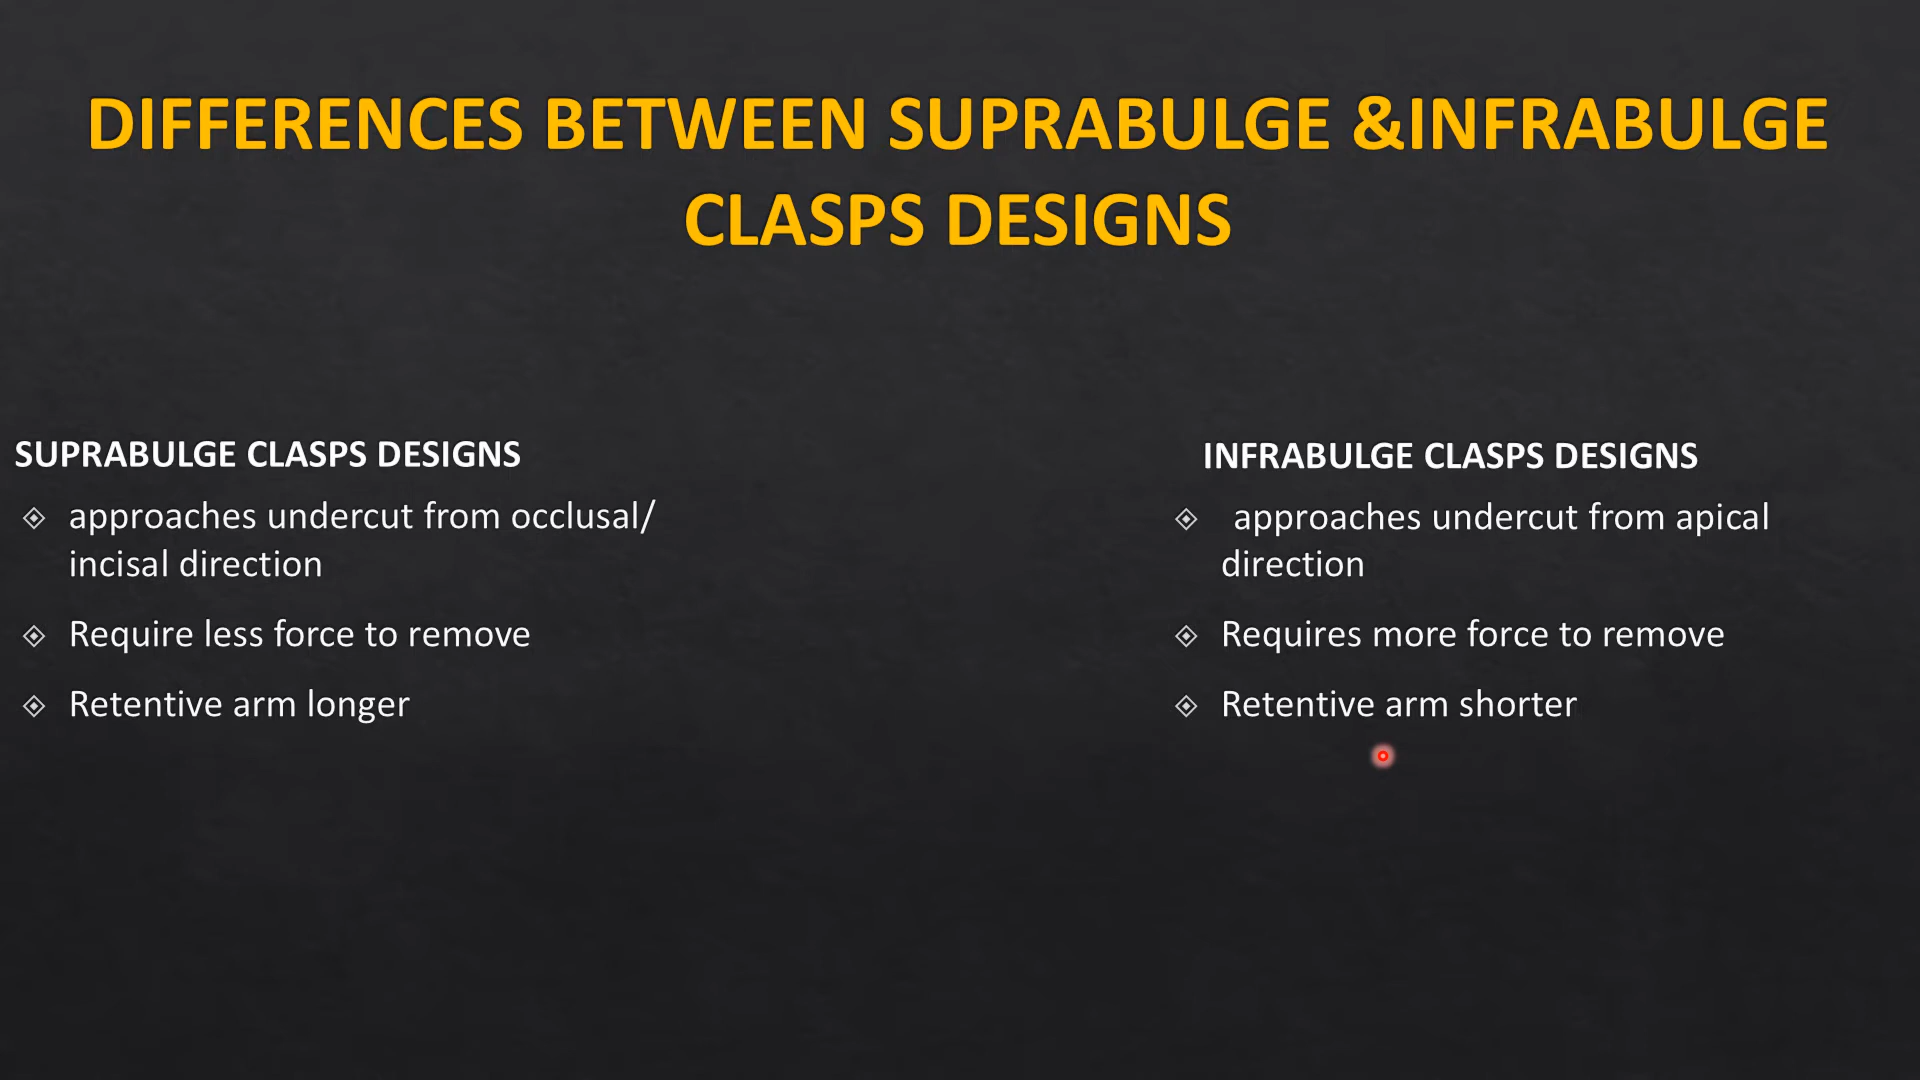 DIFFERENCES BETWEEN SUPRABULGE &INFRABULGE
CLASPS DESIGNS
SUPRABULGE CLASPS DESIGNS
approaches undercut from occlusal/
incisal direction
Require less force to remove
Retentive arm longer
INFRABULGE CLASPS DESIGNS
approaches undercut from apical
direction
Requires more force to remove
Retentive arm shorter